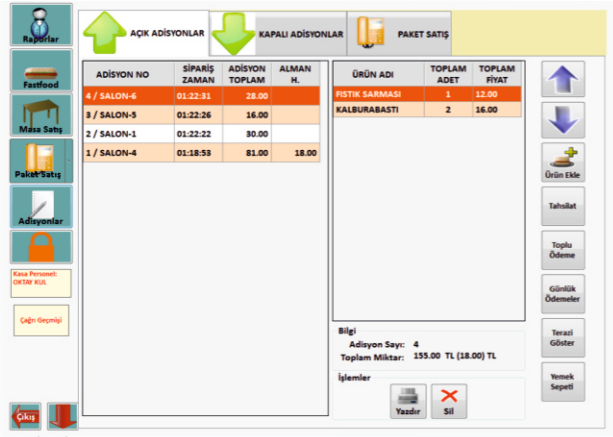 Raporlar
Fastfood
Masa Satış
Paket Satış
Adisyonlar
Kasa Personel:
OKTAY KUL
Çağrı Geçmişi
Çıkış
AÇIK ADİSYONLAR
KAPALI ADİSYONLAR
PAKET SATIŞ
ADİSYON NO SİPARİŞ ZAMAN ADİSYON TOPLAM ALMAN H.
4 / SALON-6 01:22:31 28.00
3 / SALON-5 01:22:26 16.00
2 / SALON-1 01:22:22 30.00
1 / SALON-4 01:18:53 81.00 18.00
ÜRÜN ADI TOPLAM ADET TOPLAM FİYAT
FISTIK SARMASI 1 12.00
KALBURABASTI 2 16.00
Bilgi
Adisyon Sayı: 4
Toplam Miktar: 155.00 TL (18.00) TL
İşlemler
Yazdır
Sil
Ürün Ekle
Tahsilat
Toplu
Ödeme
Günlük
Ödemeler
Terazi
Göster
Yemek
Sepeti